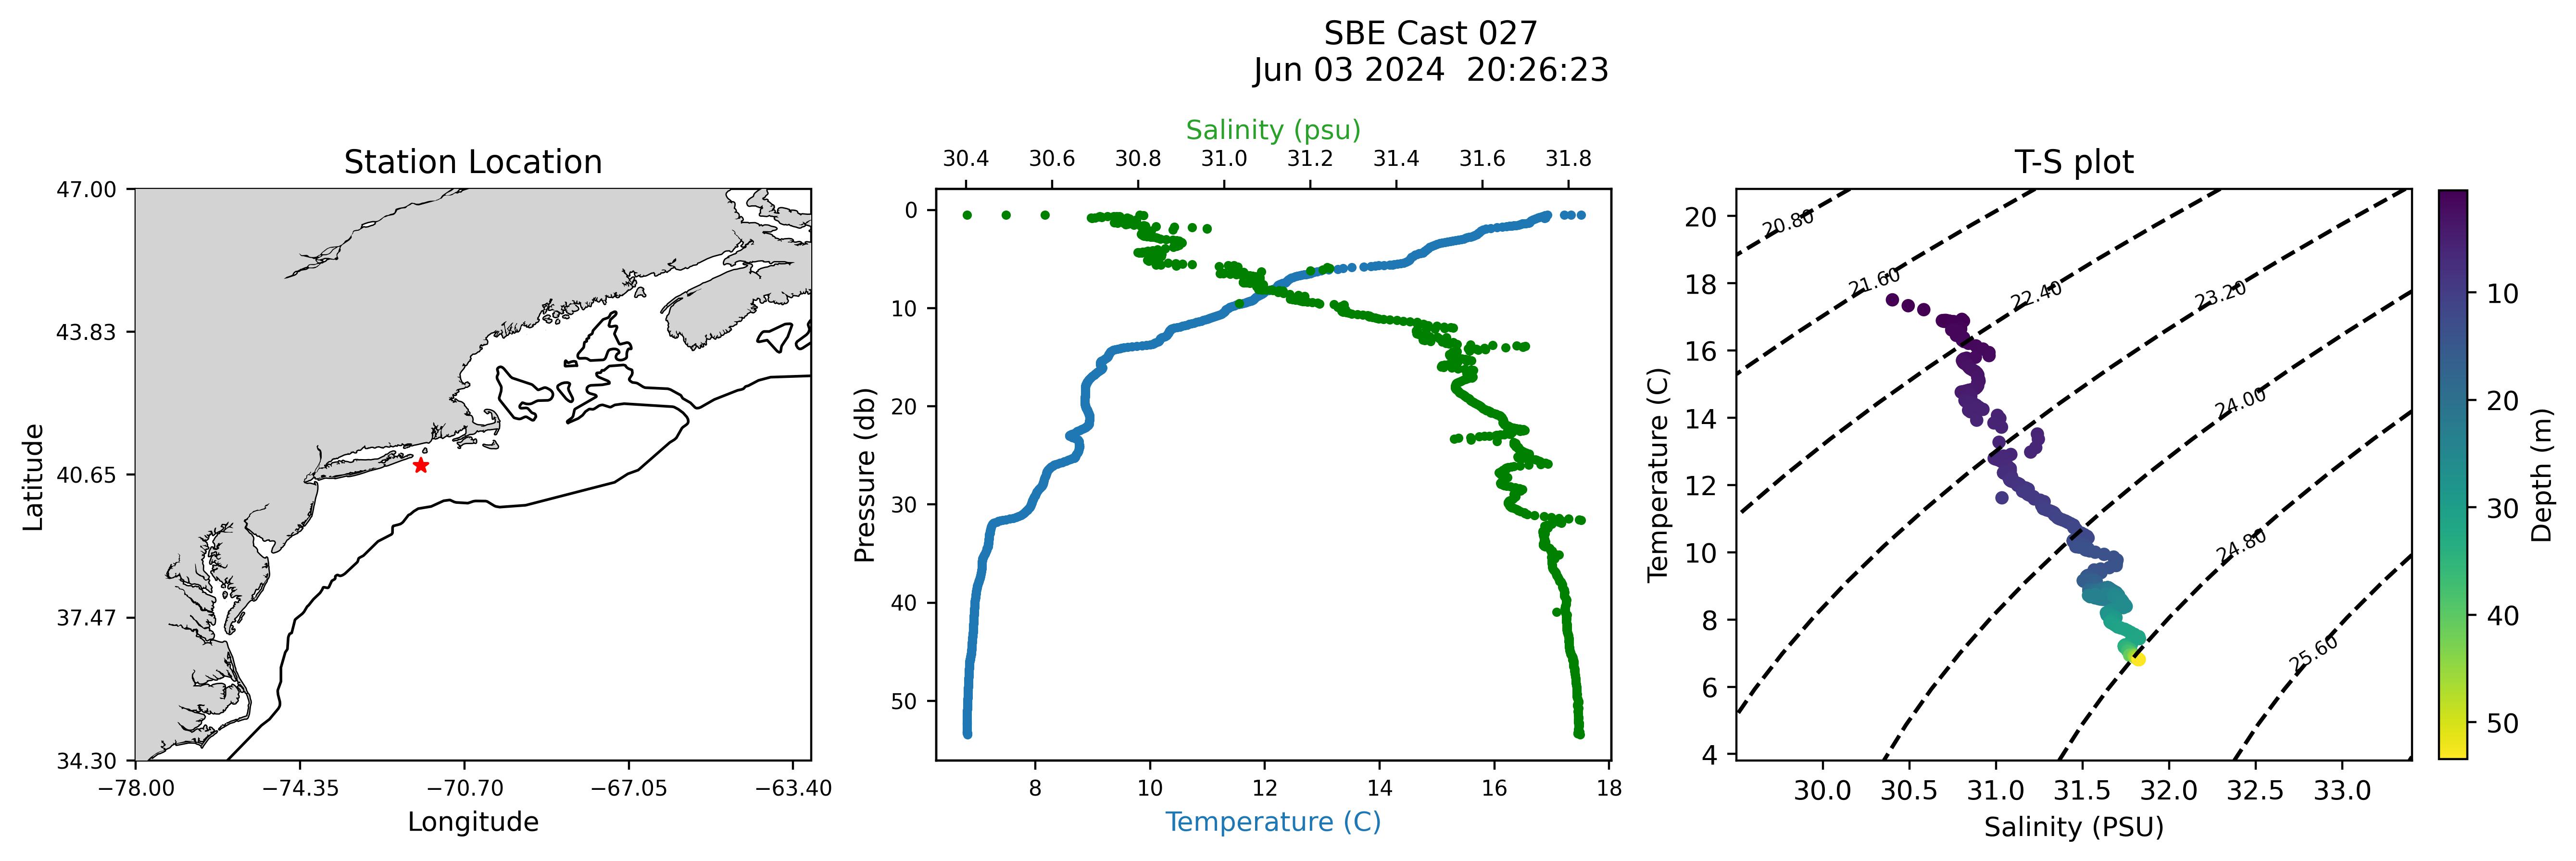 SBE Cast 027
Jun 03 2024  20:26:23
Station Location
47.00
43.83
40.65
37.47
34.30
Latitude
−78.00 −74.35 −70.70 −67.05 −63.40
Longitude
Salinity (psu)
30.4 30.6 30.8 31.0 31.2 31.4 31.6 31.8
0
10
20
30
40
50
Pressure (db)
8 10 12 14 16 18
Temperature (C)
T-S plot
20
18
16
14
12
10
8
6
4
Temperature (C)
20.80
21.60
22.40
23.20
24.00
24.80
25.60
30.0 30.5 31.0 31.5 32.0 32.5 33.0
Salinity (PSU)
10
20
30
40
50
Depth (m)